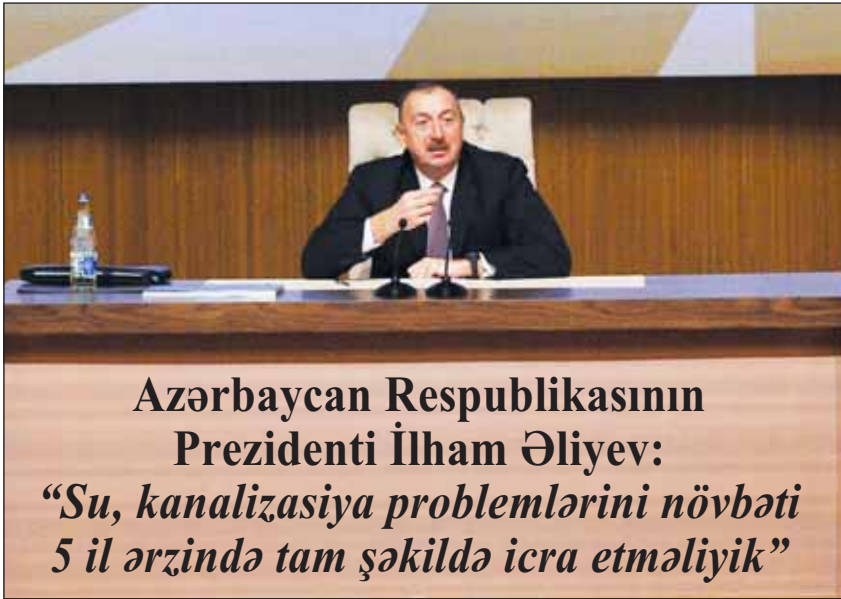 Azərbaycan Respublikasının
Prezidenti İlham Əliyev:
“Su, kanalizasiya problemlərini növbəti
5 il ərzində tam şəkildə icra etməliyik”